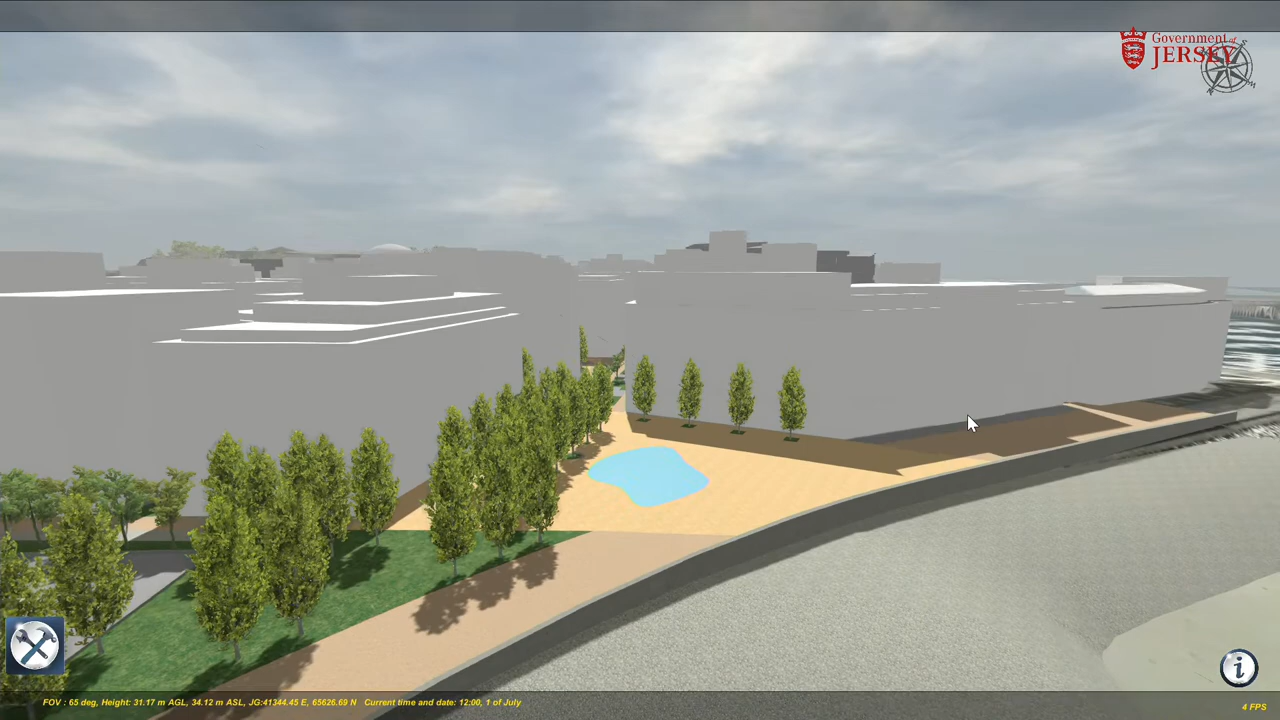 Government of
JERSEY
FOV : 65 deg, Height: 31.17 m AGL, 34.12 m ASL, JG:41344.45 E, 65626.69 N   Current time and date: 12:00, 1 of July
4 FPS